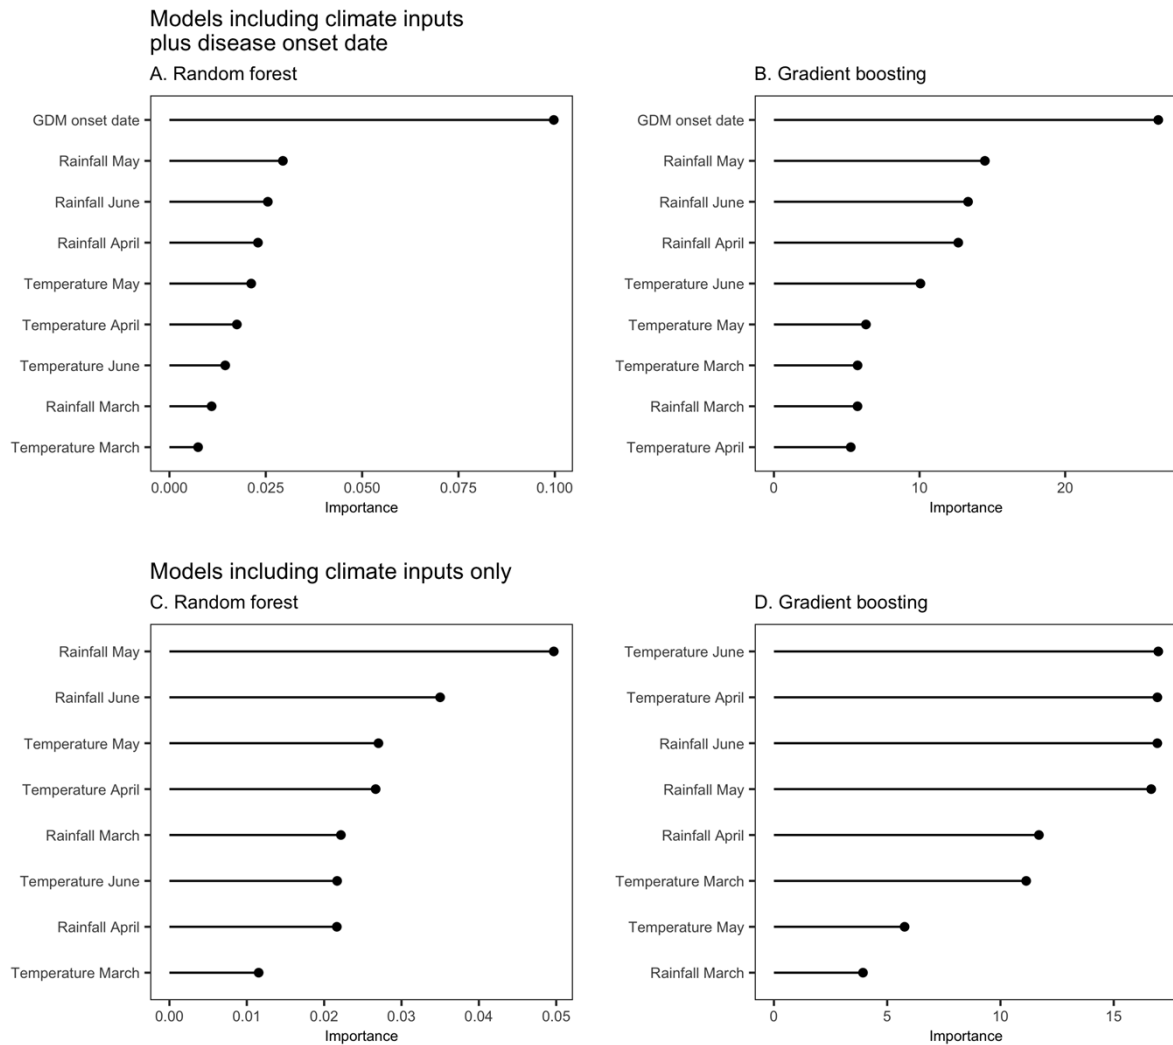 Models including climate inputs
plus disease onset date
A. Random forest
GDM onset date
Rainfall May
Rainfall June
Rainfall April
Temperature May
Temperature April
Temperature June
Rainfall March
Temperature March
0.000 0.025 0.050 0.075 0.100
Importance
B. Gradient boosting
GDM onset date
Rainfall May
Rainfall June
Rainfall April
Temperature June
Temperature May
Temperature March
Rainfall March
Temperature April
0 10 20
Importance
Models including climate inputs only
C. Random forest
Rainfall May
Rainfall June
Temperature May
Temperature April
Rainfall March
Temperature June
Rainfall April
Temperature March
0.00 0.01 0.02 0.03 0.04 0.05
Importance
D. Gradient boosting
Temperature June
Temperature April
Rainfall June
Rainfall May
Rainfall April
Temperature March
Temperature May
Rainfall March
0 5 10 15
Importance